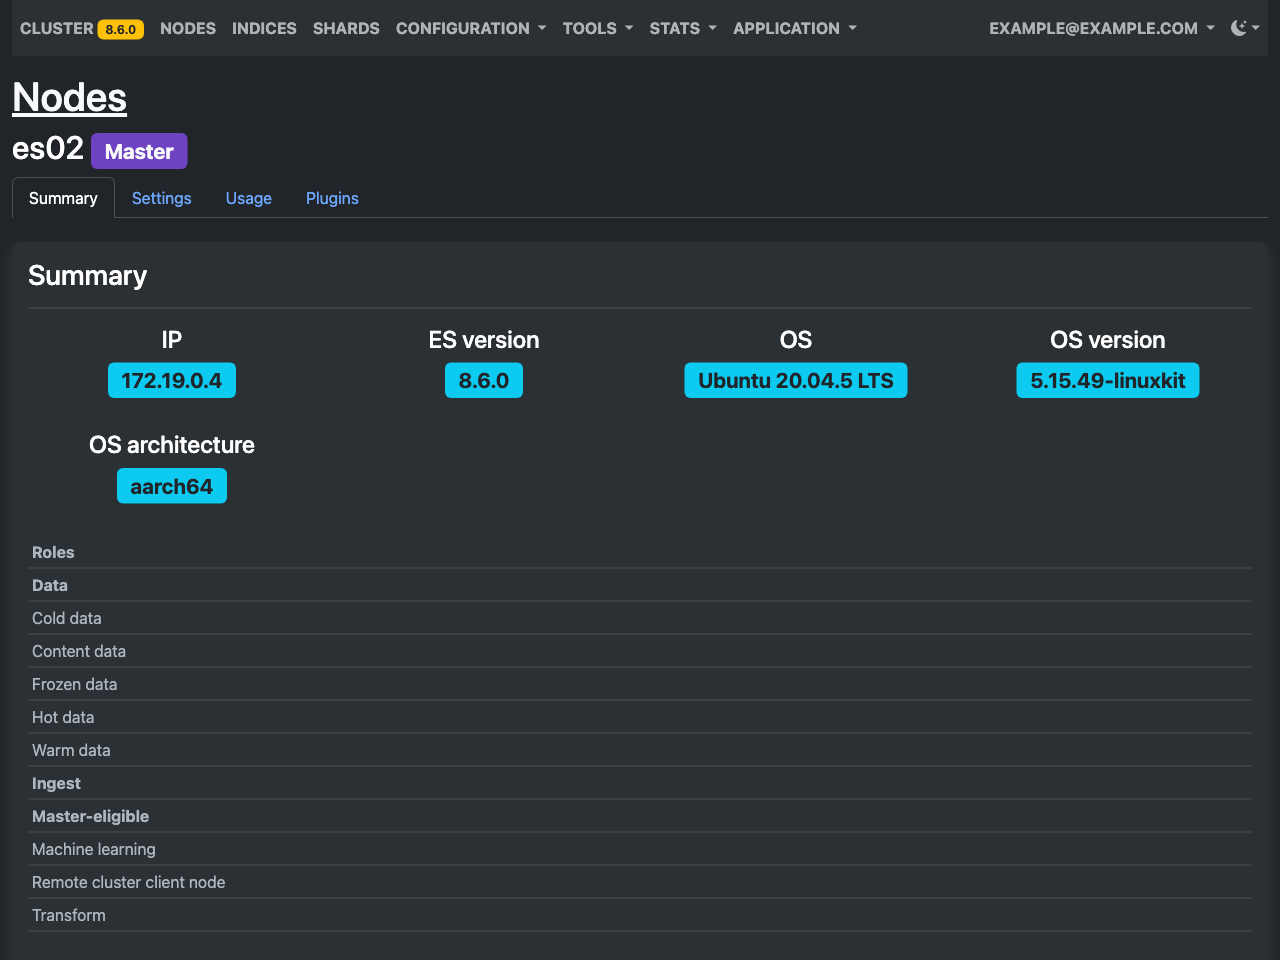 CLUSTER 8.6.0 NODES INDICES SHARDS CONFIGURATION TOOLS STATS APPLICATION EXAMPLE@EXAMPLE.COM
Nodes
es02 Master
Summary Settings Usage Plugins
Summary
IP ES version OS OS version
172.19.0.4 8.6.0 Ubuntu 20.04.5 LTS 5.15.49-linuxkit
OS architecture
aarch64
Roles
Data
Cold data
Content data
Frozen data
Hot data
Warm data
Ingest
Master-eligible
Machine learning
Remote cluster client node
Transform